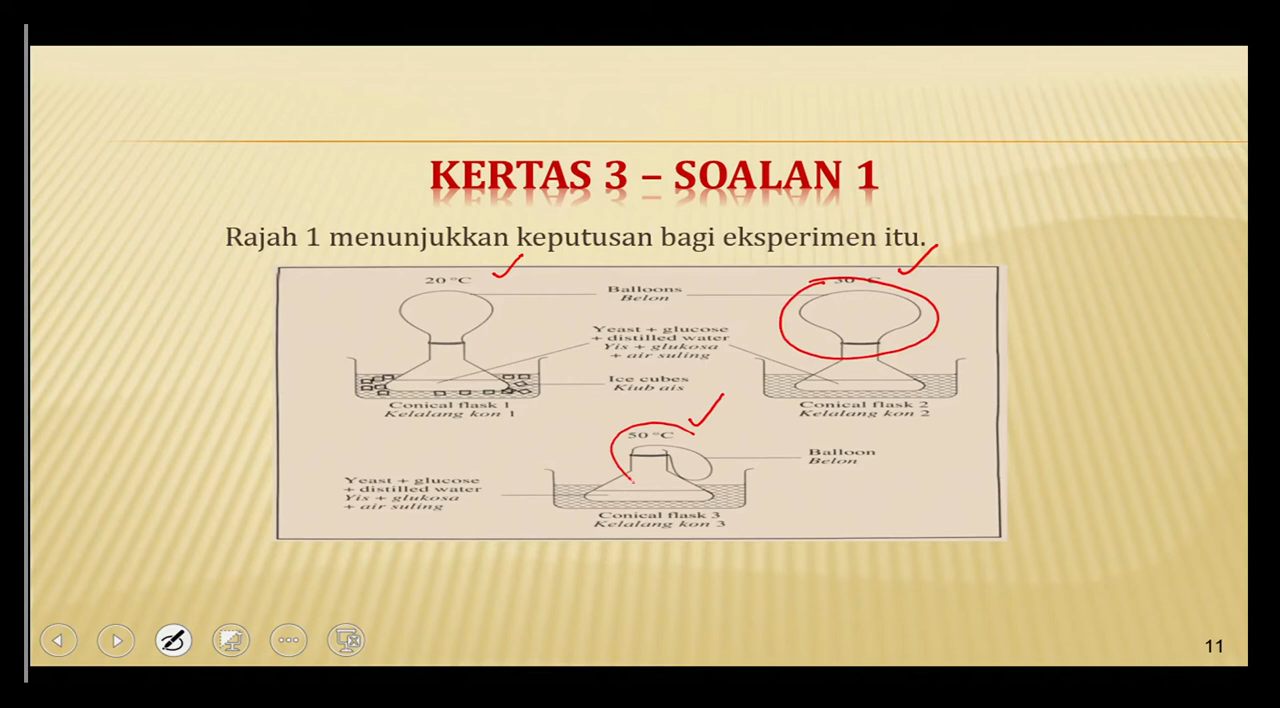 KERTAS 3 – SOALAN 1
Rajah 1 menunjukkan keputusan bagi eksperimen itu.
20 °C
Balloons
Belon
Yeast + glucose
+ distilled water
Yis + glukosa
+ air suling
Ice cubes
Kiub ais
Conical flask 1
Kelalang kon 1
Conical flask 2
Kelalang kon 2
50 °C
Balloon
Belon
Yeast + glucose
+ distilled water
Yis + glukosa
+ air suling
Conical flask 3
Kelalang kon 3
11